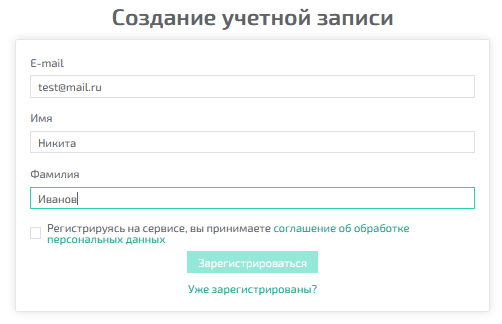 Создание учетной записи
E-mail
test@mail.ru
Имя
Никита
Фамилия
Иванов
Регистрируясь на сервисе, вы принимаете соглашение об обработке
персональных данных
Зарегистрироваться
Уже зарегистрированы?